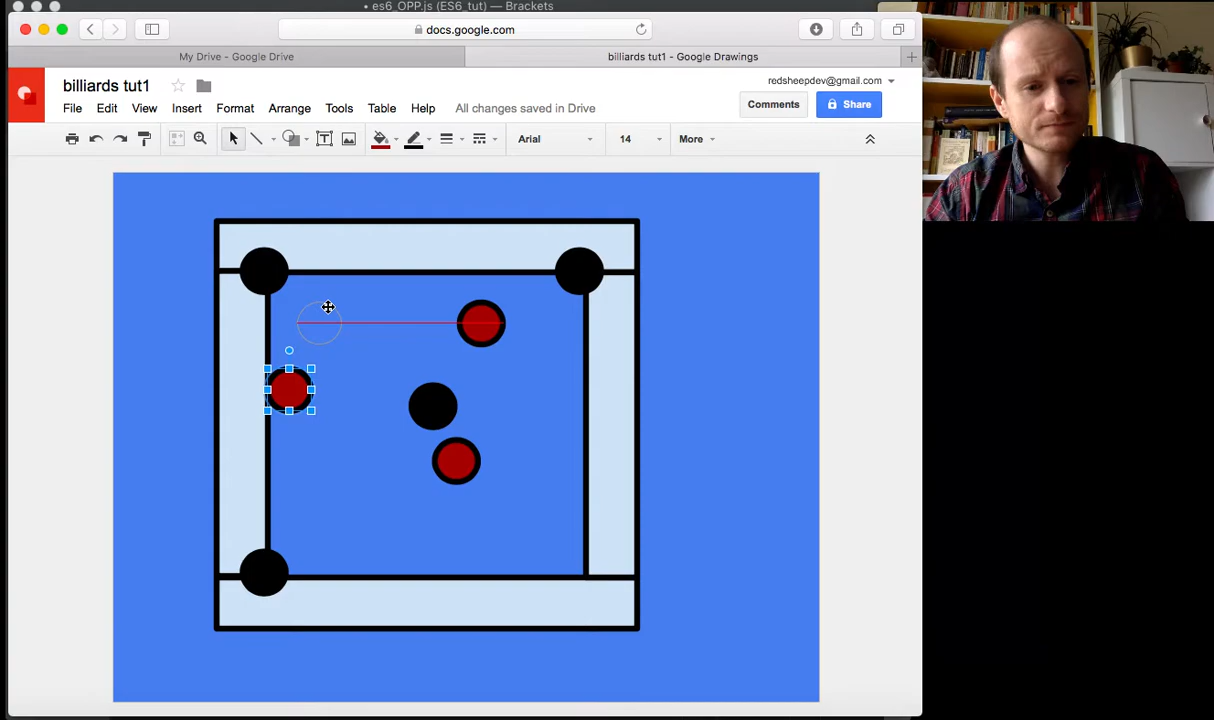 es6_OPP.js (ES6_tut) — Brackets
docs.google.com
My Drive - Google Drive
billiards tut1 - Google Drawings
billiards tut1
redsheepdev@gmail.com
File Edit View Insert Format Arrange Tools Table Help All changes saved in Drive
Comments
Share
Arial
14
More